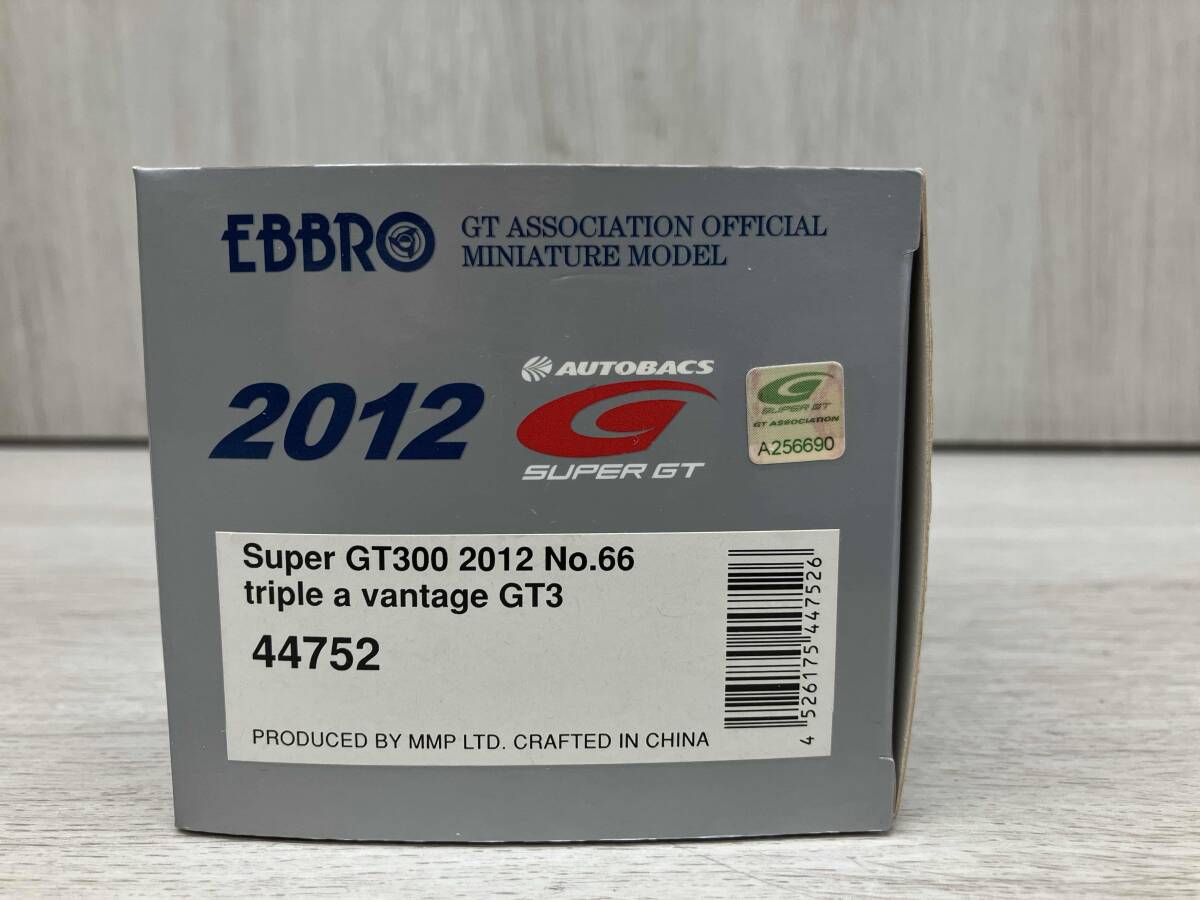 EBBRO
GT ASSOCIATION OFFICIAL
MINIATURE MODEL
2012
AUTOBACS
SUPER GT
SUPER GT
GT ASSOCIATION
A256690
Super GT300 2012 No.66
triple a vantage GT3
44752
PRODUCED BY MMP LTD. CRAFTED IN CHINA
4 526175 447526